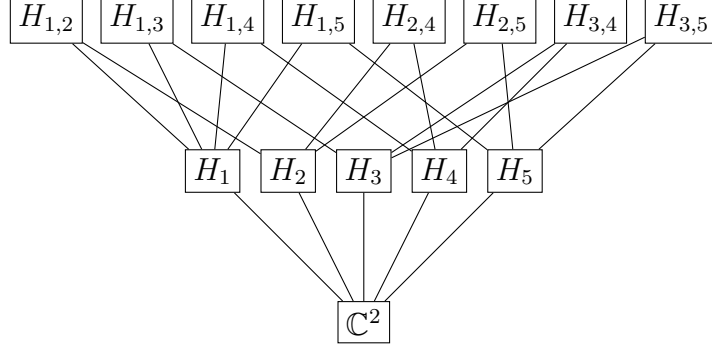 H_{1,2} H_{1,3} H_{1,4} H_{1,5} H_{2,4} H_{2,5} H_{3,4} H_{3,5}
H_1 H_2 H_3 H_4 H_5
ℂ^2